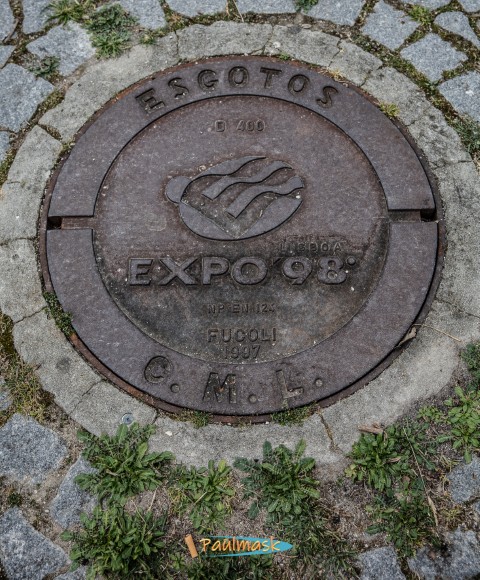 ESGOTOS
D 400
LISBOA
EXPO'98
NP EN 124
FUCOLI
1997
C. M. L.
Paulmask